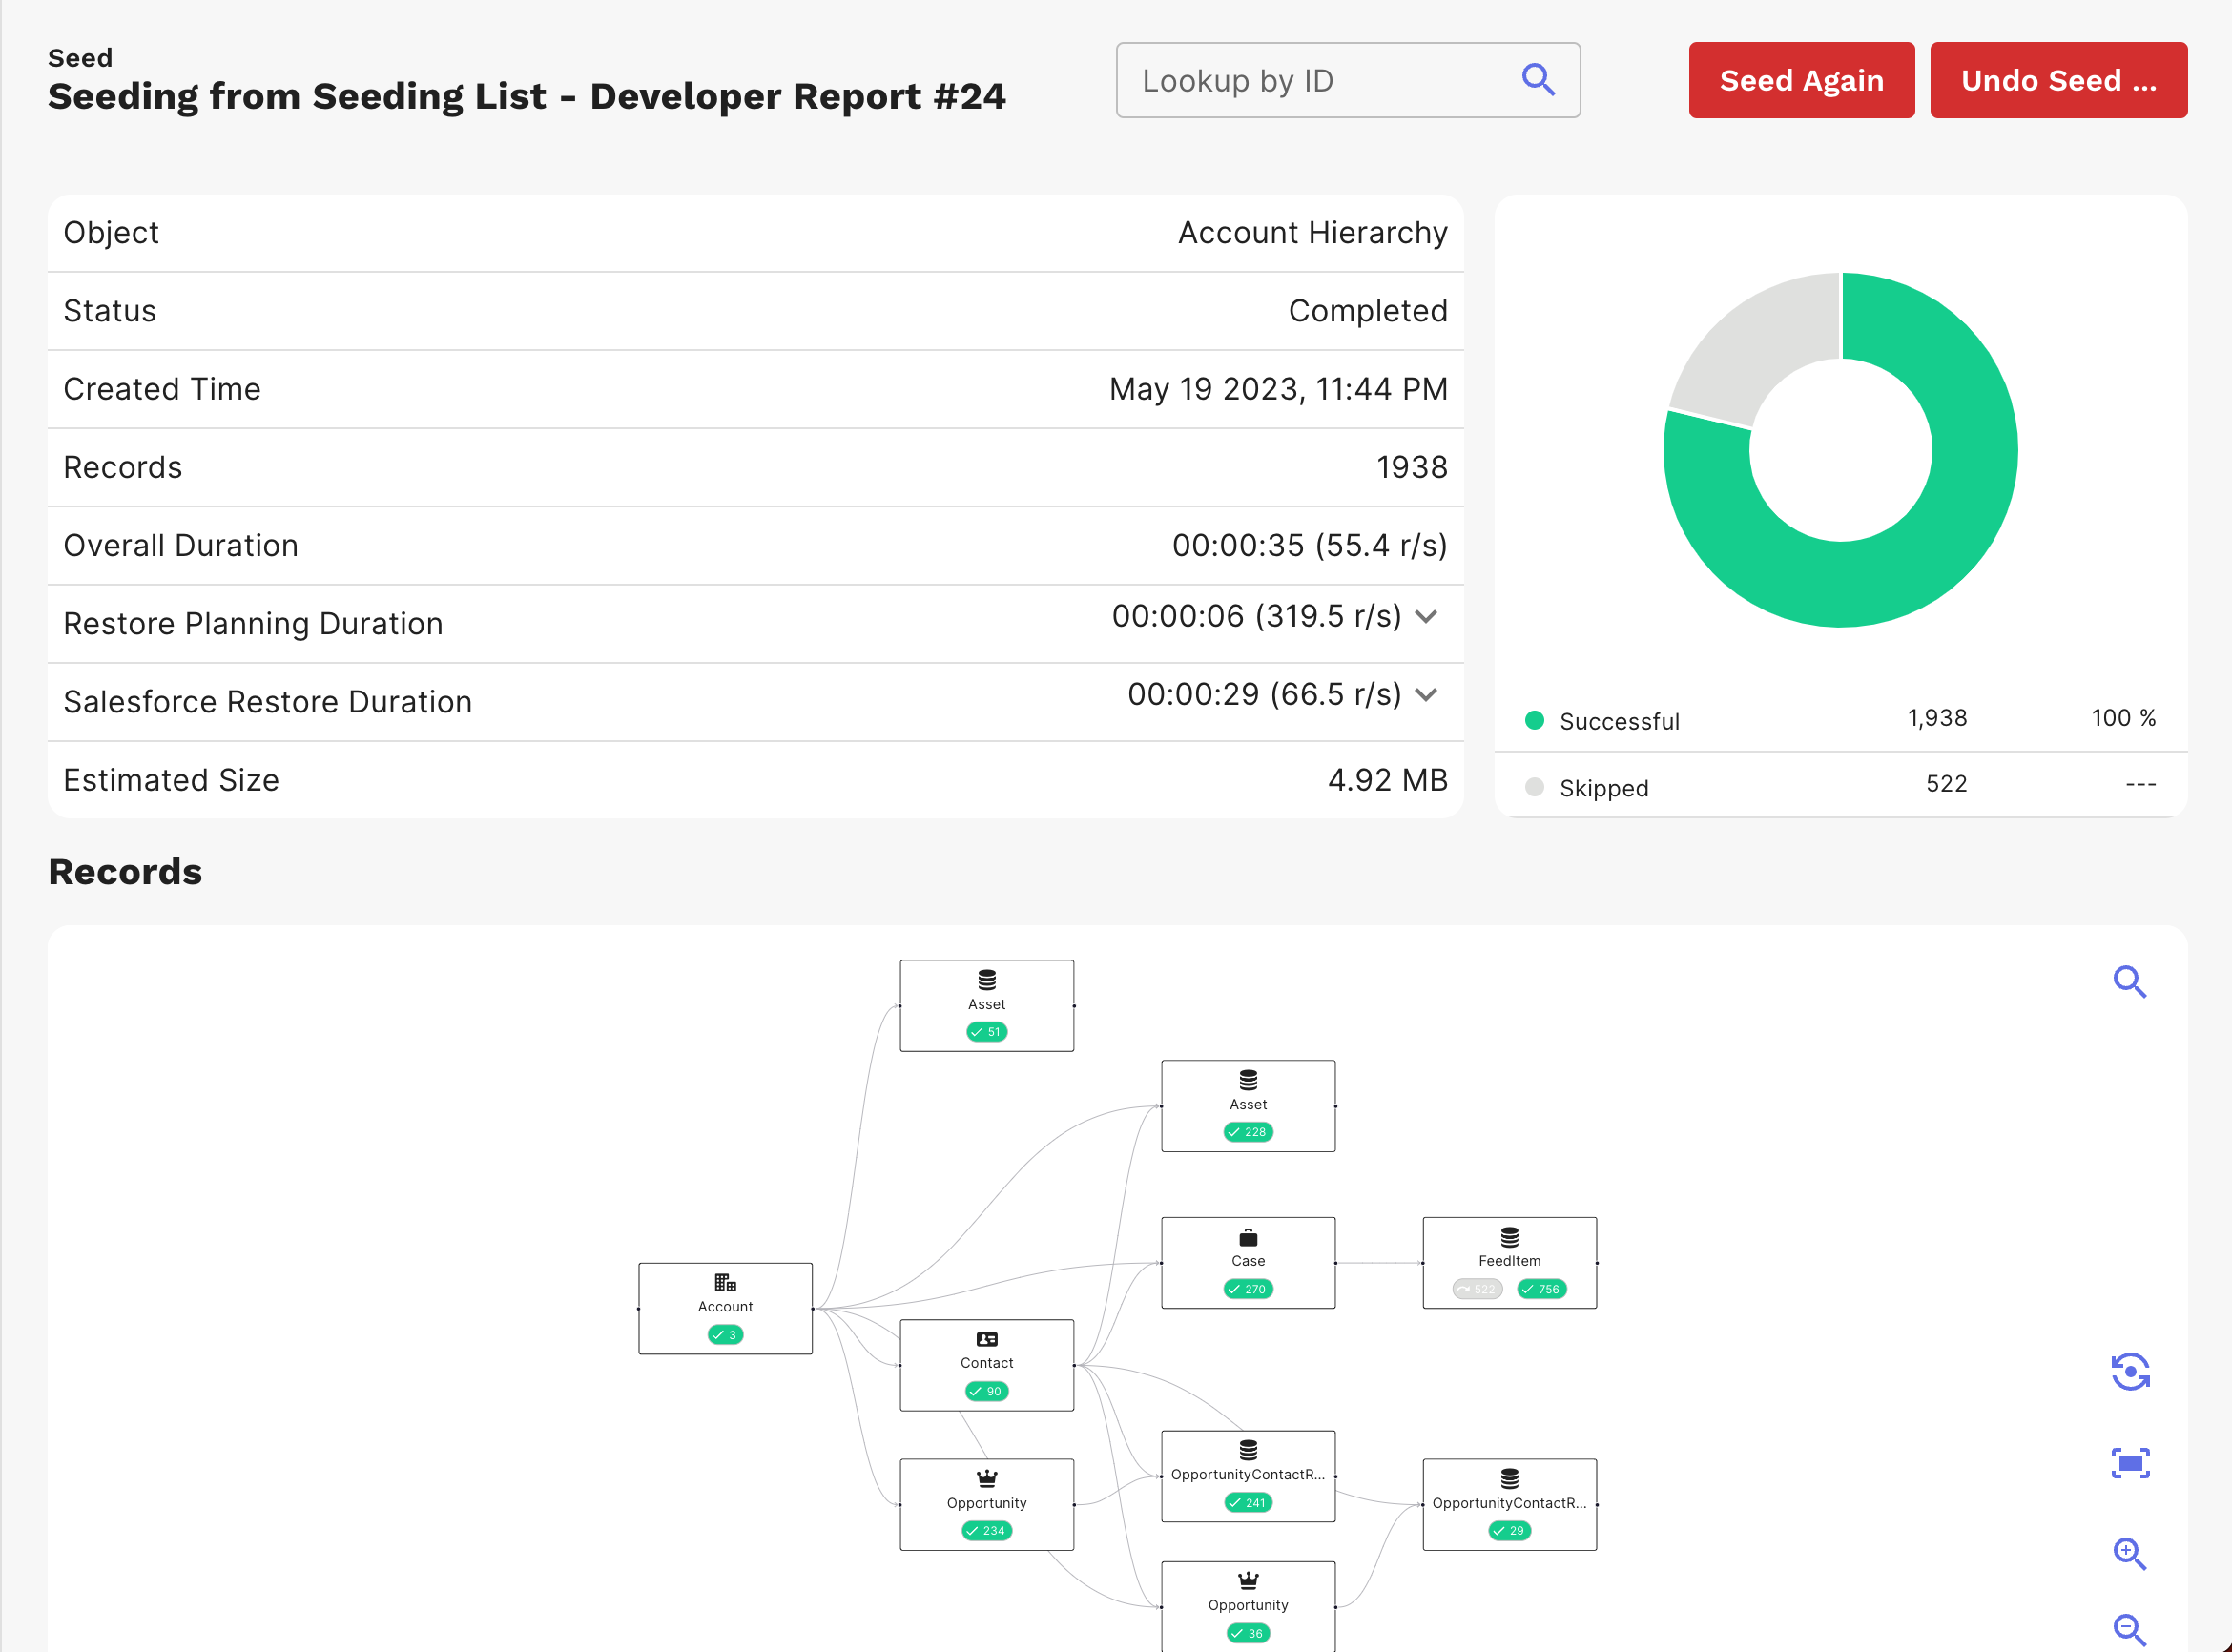 Seed
Seeding from Seeding List - Developer Report #24
Lookup by ID
Seed Again
Undo Seed ...
Object Account Hierarchy
Status Completed
Created Time May 19 2023, 11:44 PM
Records 1938
Overall Duration 00:00:35 (55.4 r/s)
Restore Planning Duration 00:00:06 (319.5 r/s)
Salesforce Restore Duration 00:00:29 (66.5 r/s)
Estimated Size 4.92 MB
Successful 1,938 100 %
Skipped 522 ---
Records
Asset
51
Asset
228
Case
270
FeedItem
522 756
Account
3
Contact
90
OpportunityContactR...
241
Opportunity
234
OpportunityContactR...
29
Opportunity
36